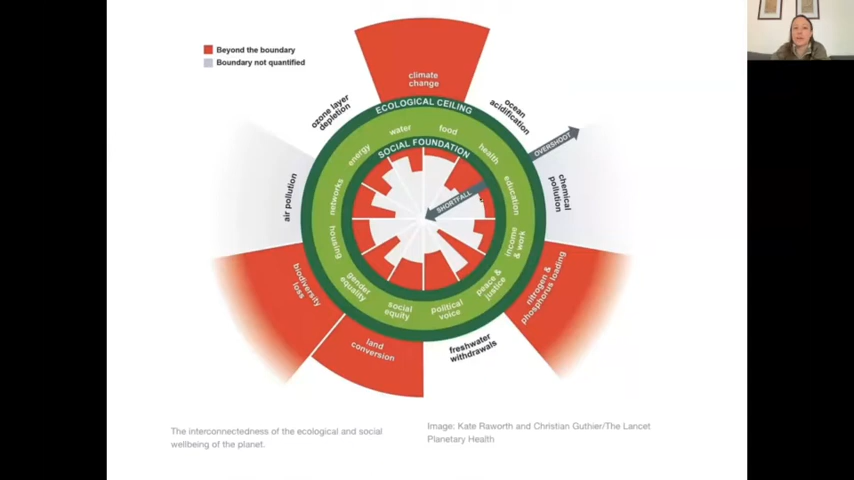 Beyond the boundary
Boundary not quantified
climate
change
ECOLOGICAL CEILING
ozone layer
depletion
ocean
acidification
OVERSHOOT
water
food
energy
health
SOCIAL FOUNDATION
air pollution
networks
SHORTFALL
education
chemical
pollution
housing
income
& work
biodiversity
loss
gender
equality
social
equity
political
voice
peace &
justice
nitrogen &
phosphorus loading
land
conversion
freshwater
withdrawals
The interconnectedness of the ecological and social
wellbeing of the planet.
Image: Kate Raworth and Christian Guthier/The Lancet
Planetary Health